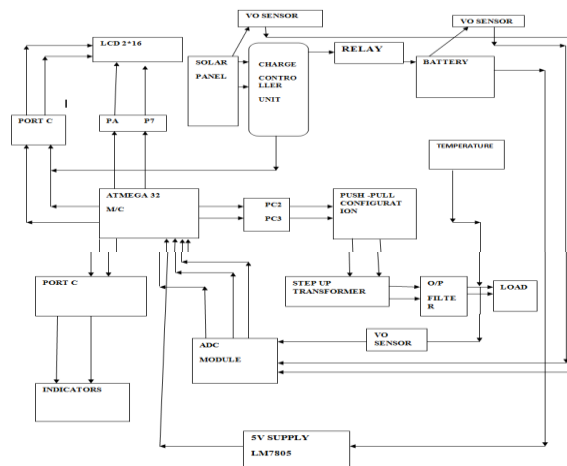 VO SENSOR
VO SENSOR
LCD 2*16
SOLAR
PANEL
CHARGE
CONTRO
LLER
UNIT
RELAY
BATTERY
PORT C
PA P7
TEMPERATURE
ATMEGA 32
M/C
PC2
PC3
PUSH -PULL
CONFIGURAT
ION
PORT C
STEP UP
TRANSFORMER
O/P
FILTE
R
LOAD
VO
SENSOR
ADC
MODULE
INDICATORS
5V SUPPLY
LM7805